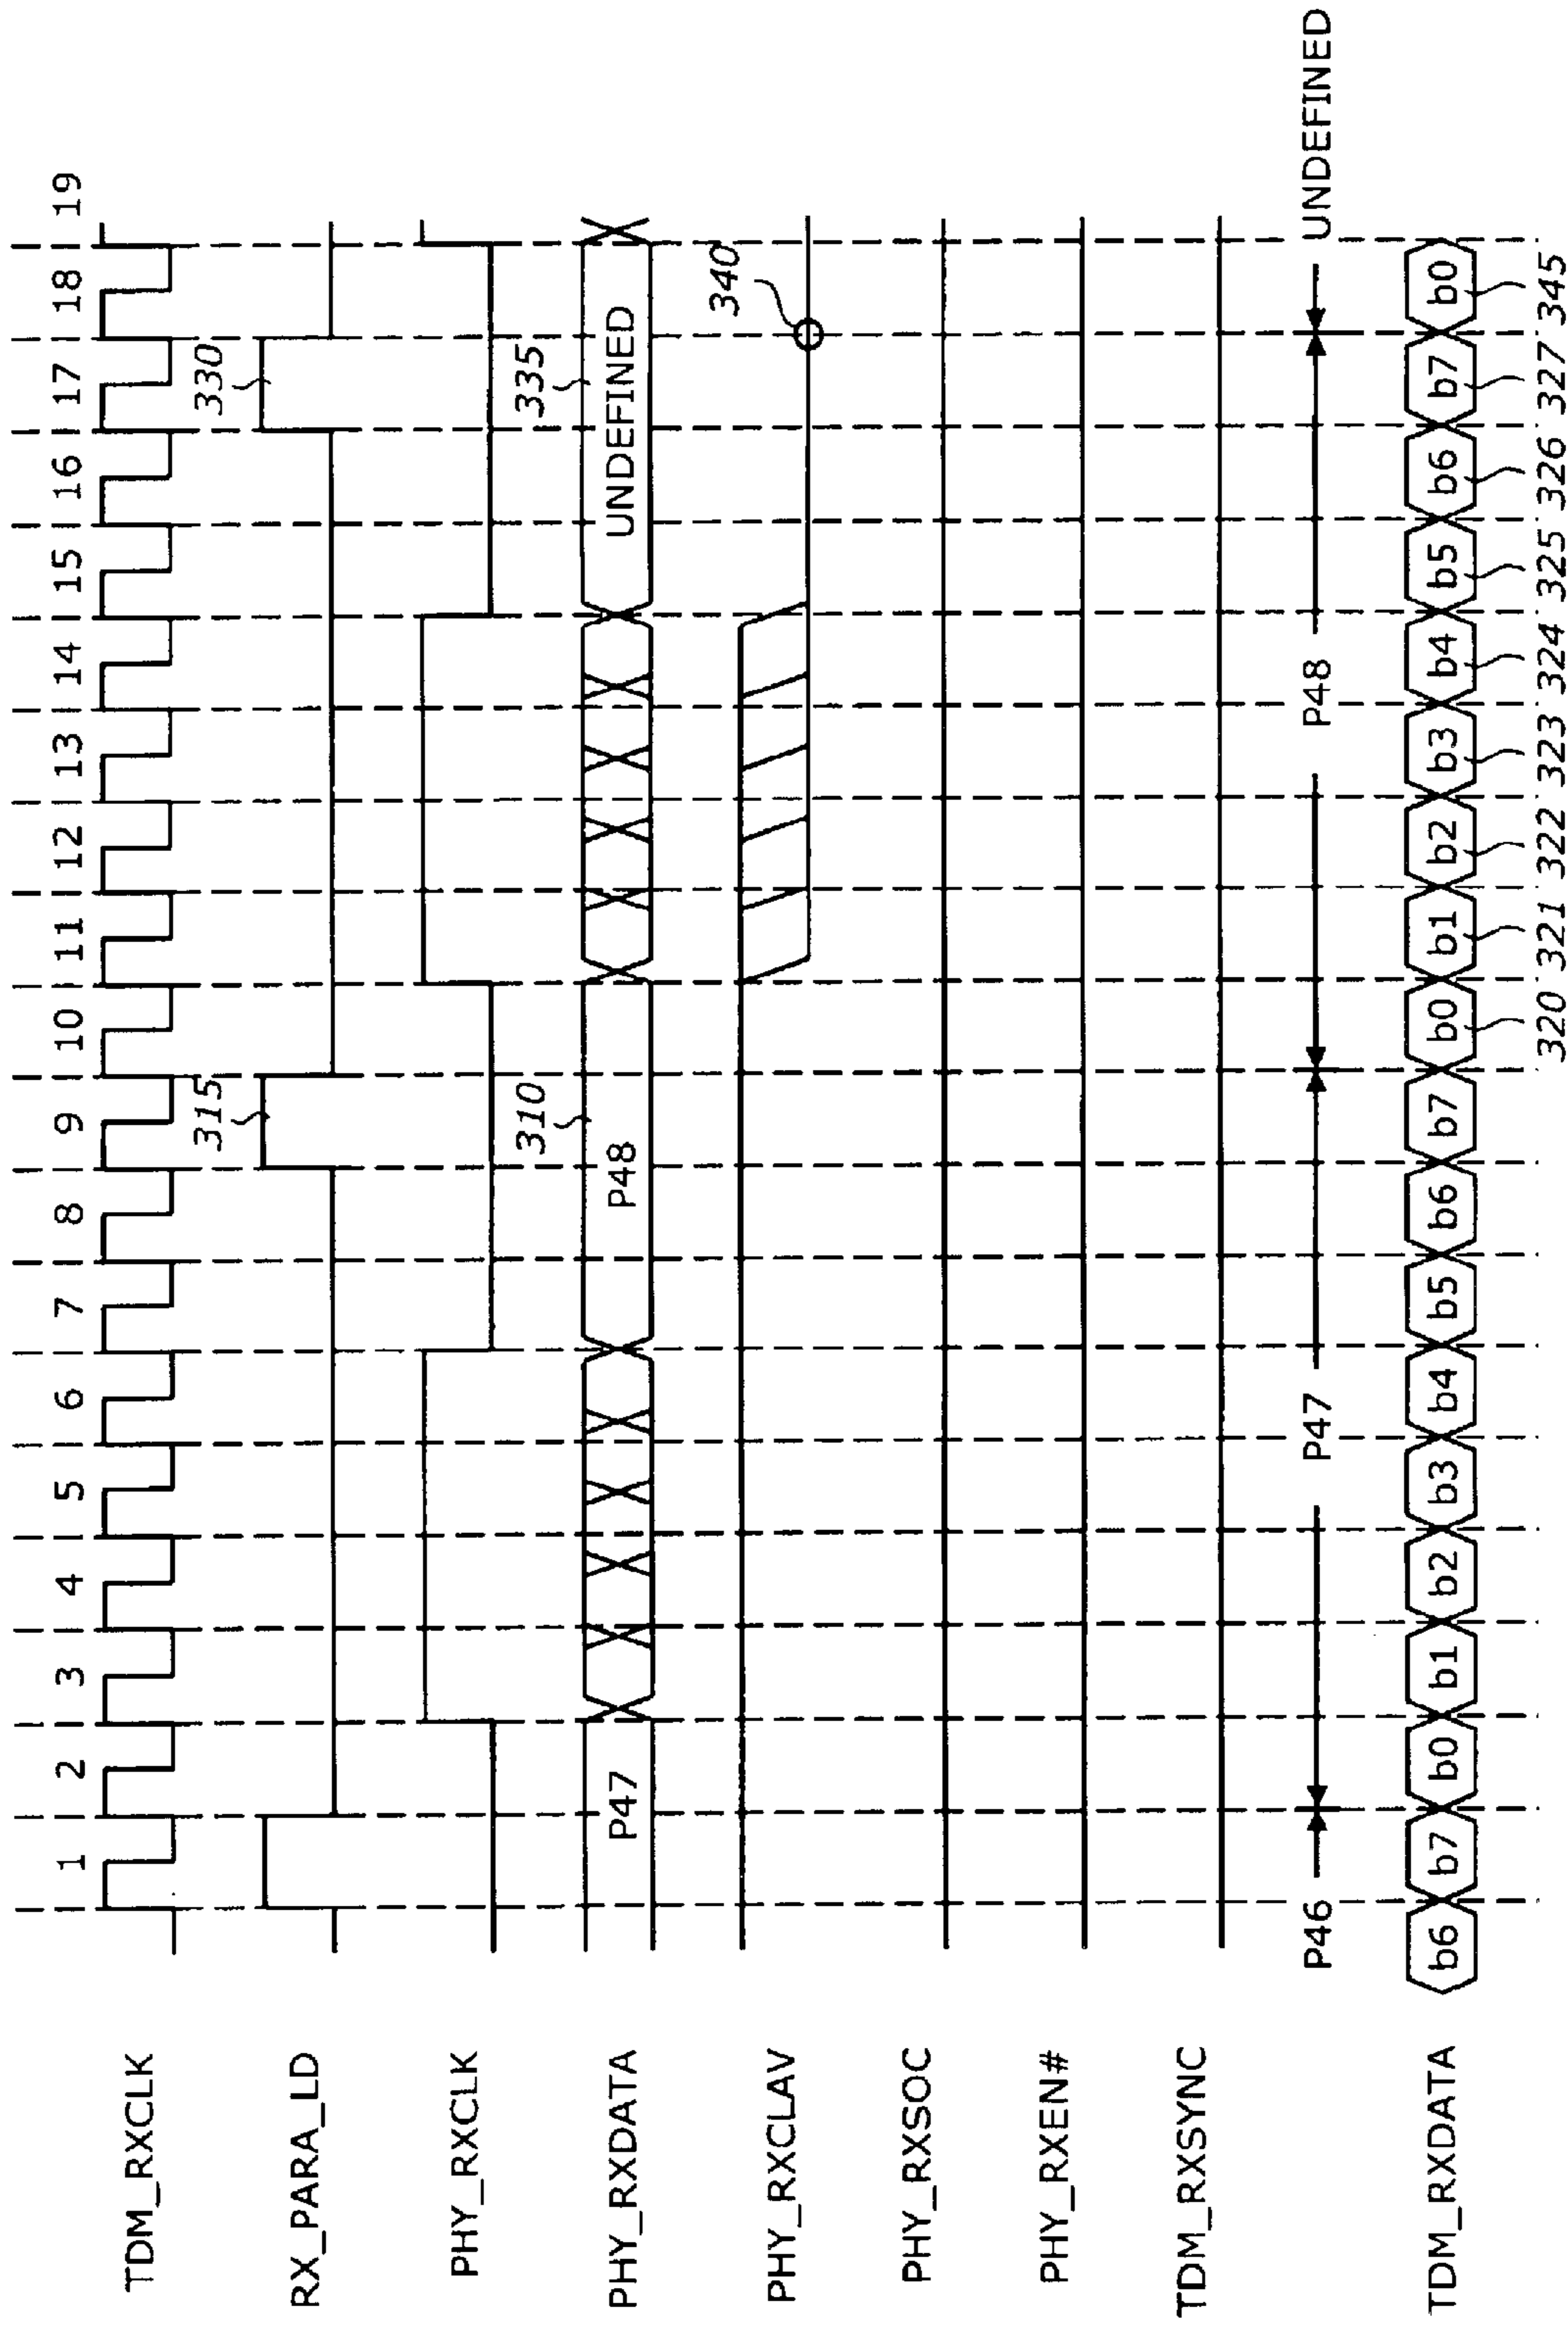 1 2 3 4 5 6 7 8 9 10 11 12 13 14 15 16 17 18 19
TDM_RXCLK
315 330
RX_PARA_LD
PHY_RXCLK
310 335
PHY_RXDATA P47 P48 UNDEFINED
340
PHY_RXCLAV
PHY_RXSOC
PHY_RXEN#
TDM_RXSYNC
P46 P47 P48 UNDEFINED
TDM_RXDATA b6 b7 b0 b1 b2 b3 b4 b5 b6 b7 b0 b1 b2 b3 b4 b5 b6 b7 b0
320 321 322 323 324 325 326 327 345